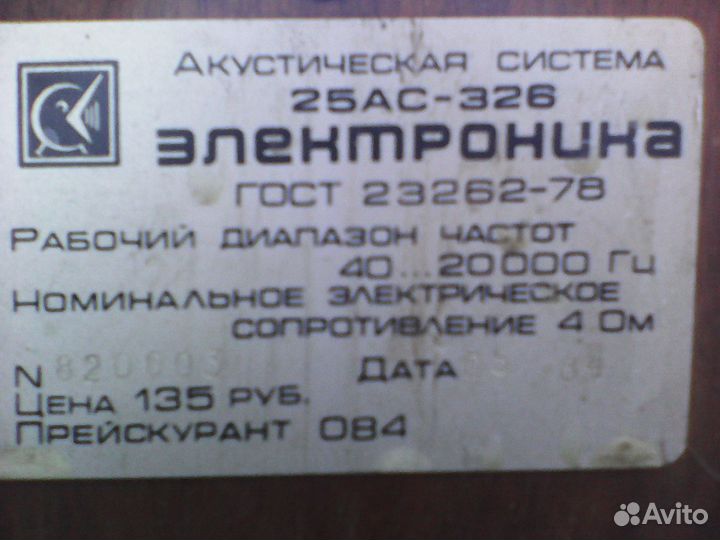 Акустическая система
25АС-326
электроника
ГОСТ 23262-78
Рабочий диапазон частот
40...20000 Гц
Номинальное электрическое
сопротивление 4 Ом
N Дата
Цена 135 руб.
Прейскурант 084
Avito